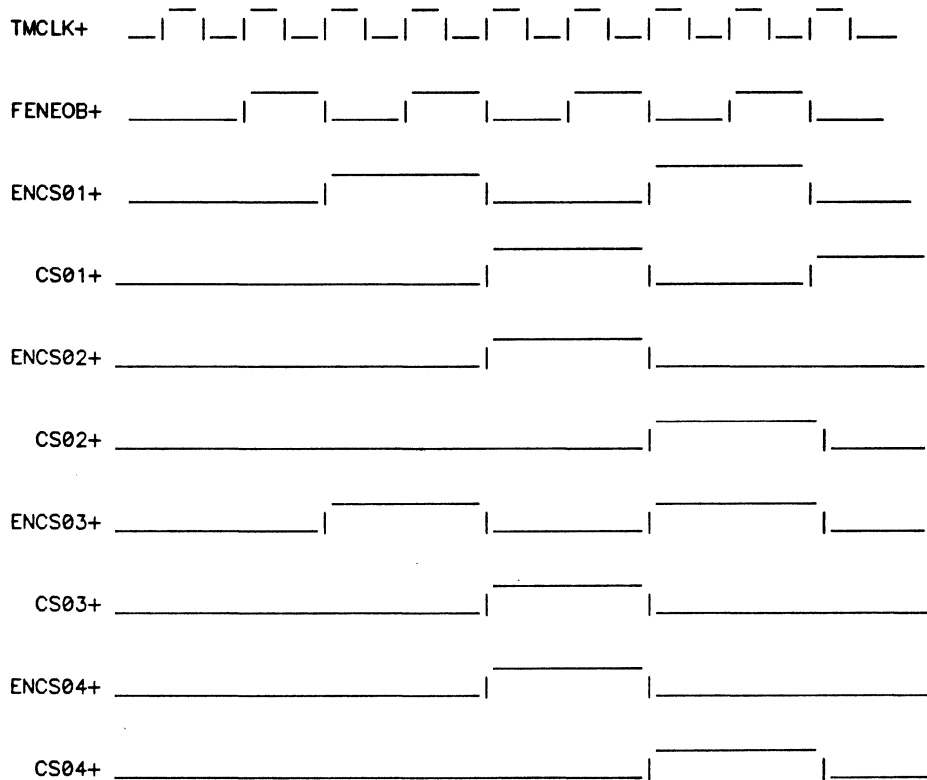 TMCLK+
FENEOB+
ENCS01+
CS01+
ENCS02+
CS02+
ENCS03+
CS03+
ENCS04+
CS04+